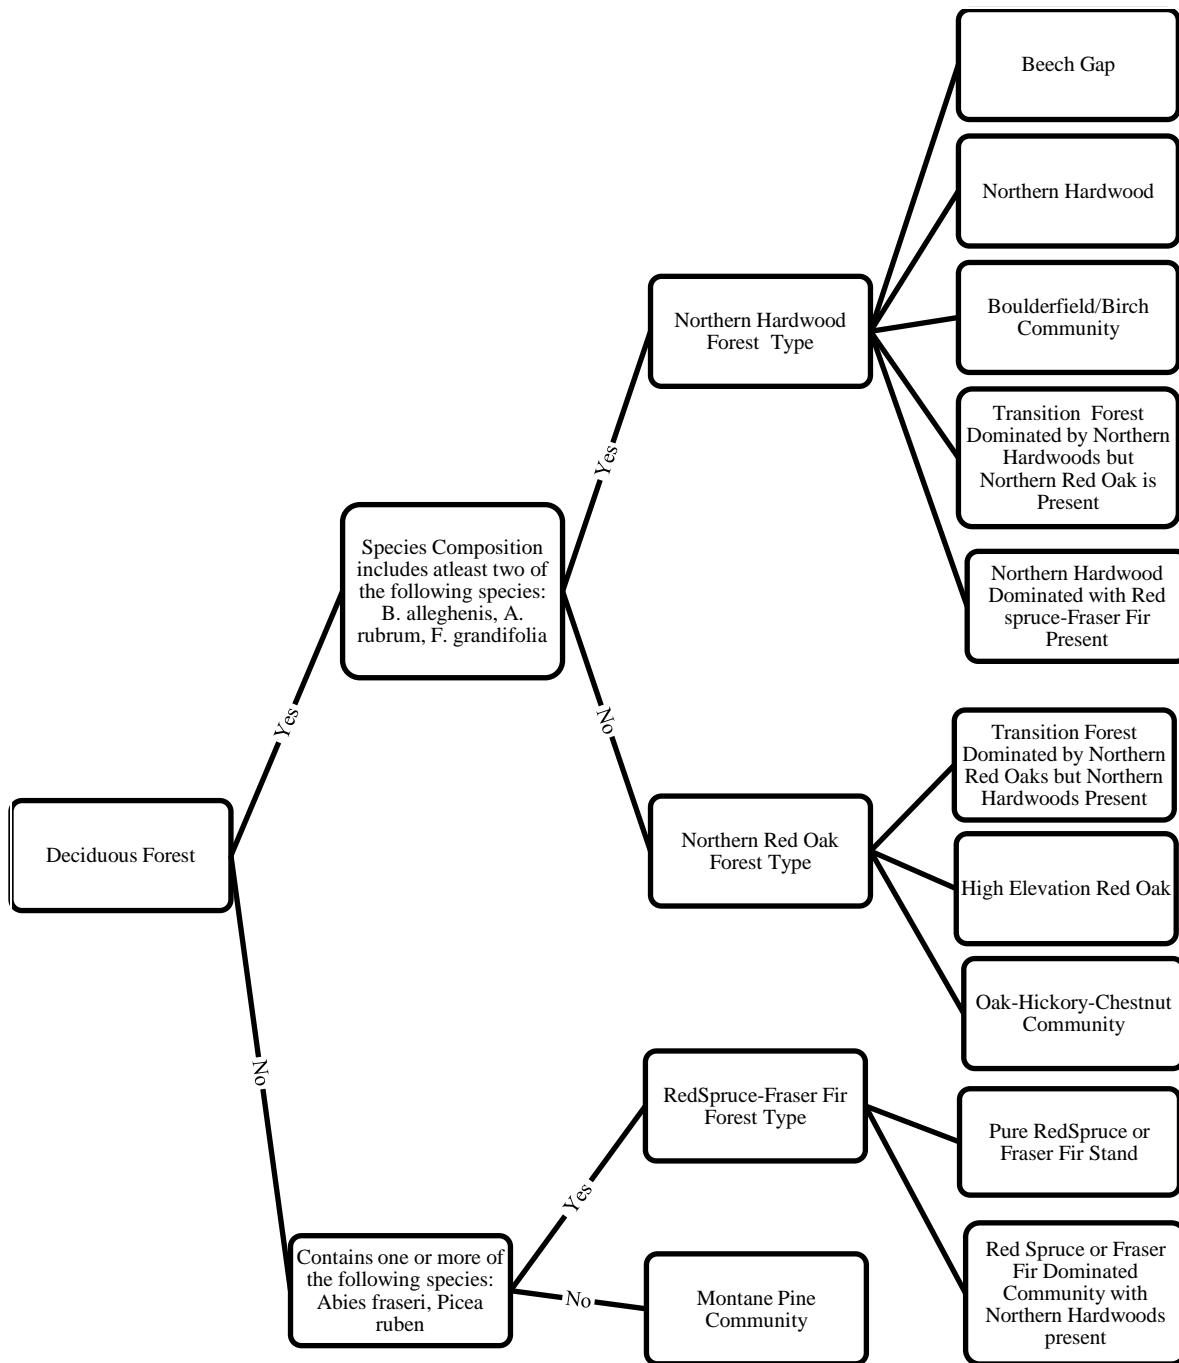 Beech Gap
Northern Hardwood
Northern Hardwood
Forest  Type
Boulderfield/Birch
Community
Transition  Forest
Dominated by Northern
Hardwoods but
Northern Red Oak is
Present
Yes
Species Composition
includes atleast two of
the following species:
B. alleghenis, A.
rubrum, F. grandifolia
Northern Hardwood
Dominated with Red
spruce-Fraser Fir
Present
Yes
No
Transition Forest
Dominated by Northern
Red Oaks but Northern
Hardwoods Present
Deciduous Forest
Northern Red Oak
Forest Type
High Elevation Red Oak
Oak-Hickory-Chestnut
Community
No
RedSpruce-Fraser Fir
Forest Type
Pure RedSpruce or
Fraser Fir Stand
Yes
Contains one or more of
the following species:
Abies fraseri, Picea
ruben
No
Montane Pine
Community
Red Spruce or Fraser
Fir Dominated
Community with
Northern Hardwoods
present